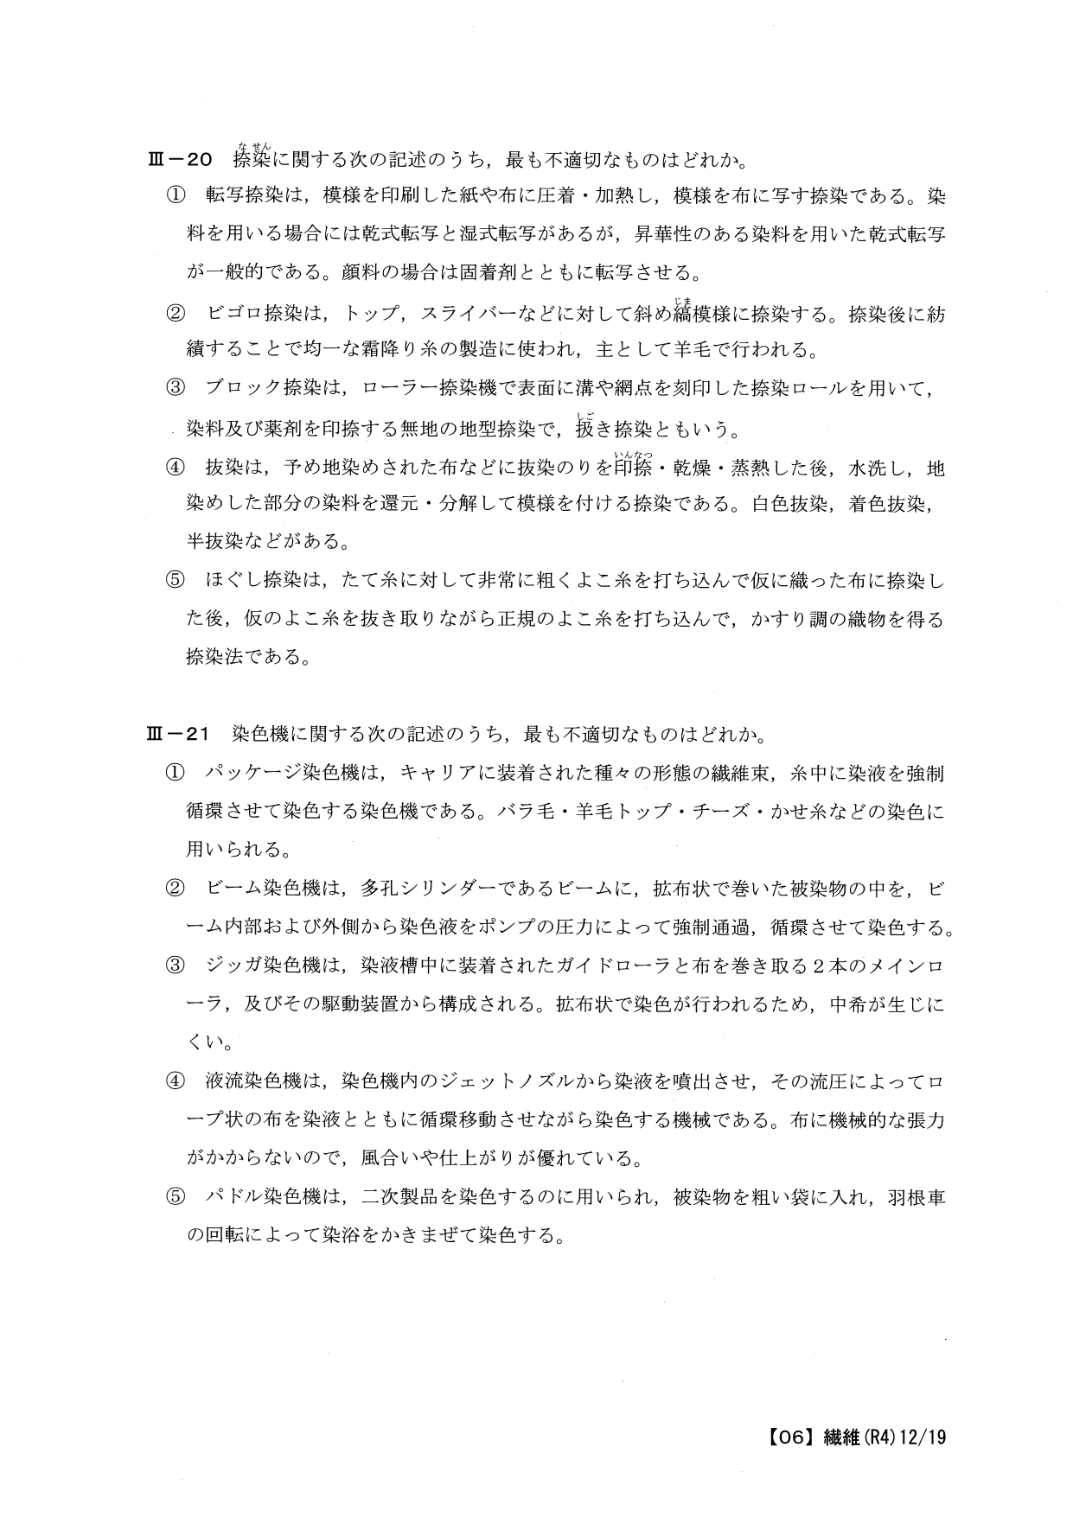 Ⅲ－20　捺染に関する次の記述のうち，最も不適切なものはどれか。
①　転写捺染は，模様を印刷した紙や布に圧着・加熱し，模様を布に写す捺染である。染
料を用いる場合には乾式転写と湿式転写があるが，昇華性のある染料を用いた乾式転写
が一般的である。顔料の場合は固着剤とともに転写させる。
②　ビゴロ捺染は，トップ，スライバーなどに対して斜め縞模様に捺染する。捺染後に紡
績することで均一な霜降り糸の製造に使われ，主として羊毛で行われる。
③　ブロック捺染は，ローラー捺染機で表面に溝や網点を刻印した捺染ロールを用いて，
染料及び薬剤を印捺する無地の地型捺染で，扱き捺染ともいう。
④　抜染は，予め地染めされた布などに抜染のりを印捺・乾燥・蒸熱した後，水洗し，地
染めした部分の染料を還元・分解して模様を付ける捺染である。白色抜染，着色抜染，
半抜染などがある。
⑤　ほぐし捺染は，たて糸に対して非常に粗くよこ糸を打ち込んで仮に織った布に捺染し
た後，仮のよこ糸を抜き取りながら正規のよこ糸を打ち込んで，かすり調の織物を得る
捺染法である。
Ⅲ－21　染色機に関する次の記述のうち，最も不適切なものはどれか。
①　パッケージ染色機は，キャリアに装着された種々の形態の繊維束，糸中に染液を強制
循環させて染色する染色機である。バラ毛・羊毛トップ・チーズ・かせ糸などの染色に
用いられる。
②　ビーム染色機は，多孔シリンダーであるビームに，拡布状で巻いた被染物の中を，ビ
ーム内部および外側から染色液をポンプの圧力によって強制通過，循環させて染色する。
③　ジッガ染色機は，染液槽中に装着されたガイドローラと布を巻き取る２本のメインロ
ーラ，及びその駆動装置から構成される。拡布状で染色が行われるため，中希が生じに
くい。
④　液流染色機は，染色機内のジェットノズルから染液を噴出させ，その流圧によってロ
ープ状の布を染液とともに循環移動させながら染色する機械である。布に機械的な張力
がかからないので，風合いや仕上がりが優れている。
⑤　パドル染色機は，二次製品を染色するのに用いられ，被染物を粗い袋に入れ，羽根車
の回転によって染浴をかきまぜて染色する。
【06】繊維(R4)12/19